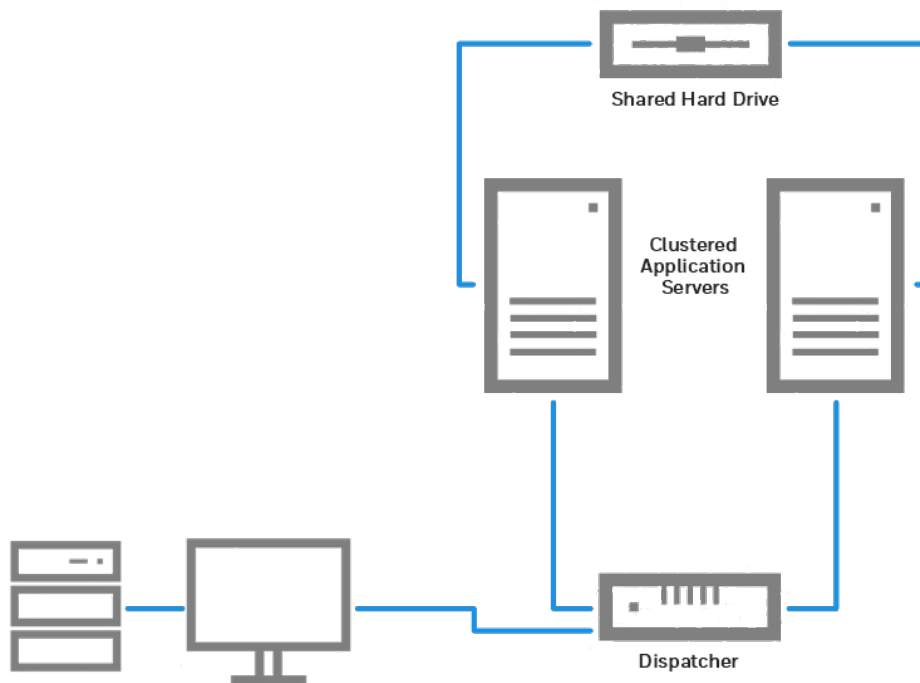 Shared Hard Drive
Clustered
Application
Servers
Dispatcher